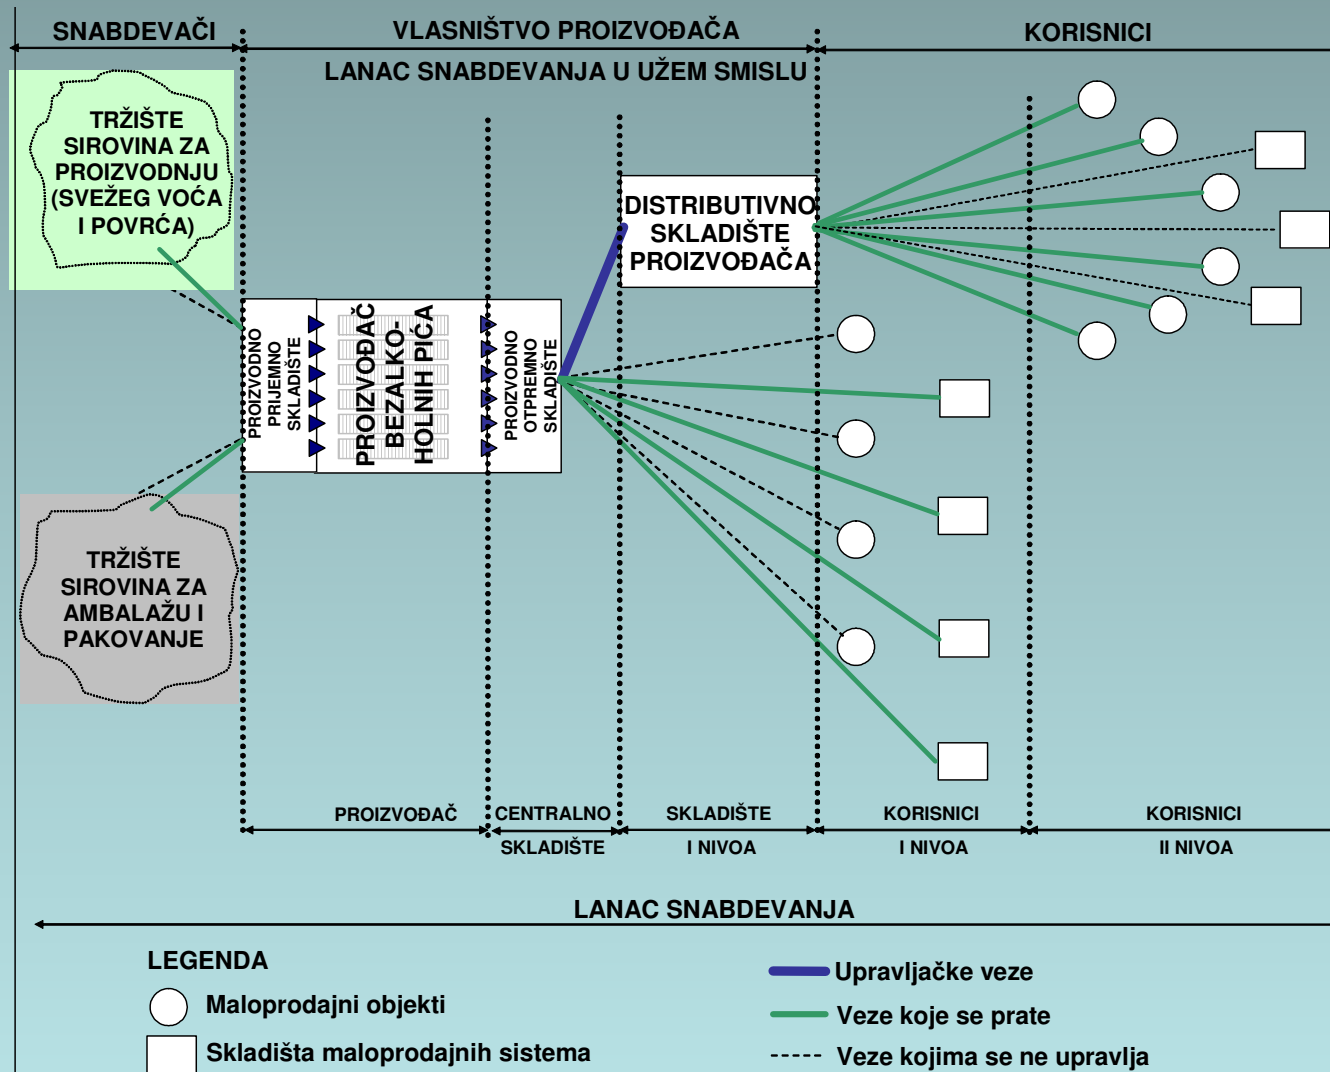 SNABDEVAČI
VLASNIŠTVO PROIZVOĐAČA
KORISNICI
LANAC SNABDEVANJA U UŽEM SMISLU
TRŽIŠTE
SIROVINA ZA
PROIZVODNJU
(SVEŽEG VOĆA
I POVRĆA)
DISTRIBUTIVNO
SKLADIŠTE
PROIZVOĐAČA
PROIZVODNO
PRIJEMNO
SKLADIŠTE
PROIZVOĐAČ
BEZALKO-
HOLNIH PIĆA
PROIZVODNO
OTPREMNO
SKLADIŠTE
TRŽIŠTE
SIROVINA ZA
AMBALAŽU I
PAKOVANJE
PROIZVOĐAČ
CENTRALNO
SKLADIŠTE
SKLADIŠTE
I NIVOA
KORISNICI
I NIVOA
KORISNICI
II NIVOA
LANAC SNABDEVANJA
LEGENDA
Maloprodajni objekti
Skladišta maloprodajnih sistema
Upravljačke veze
Veze koje se prate
Veze kojima se ne upravlja